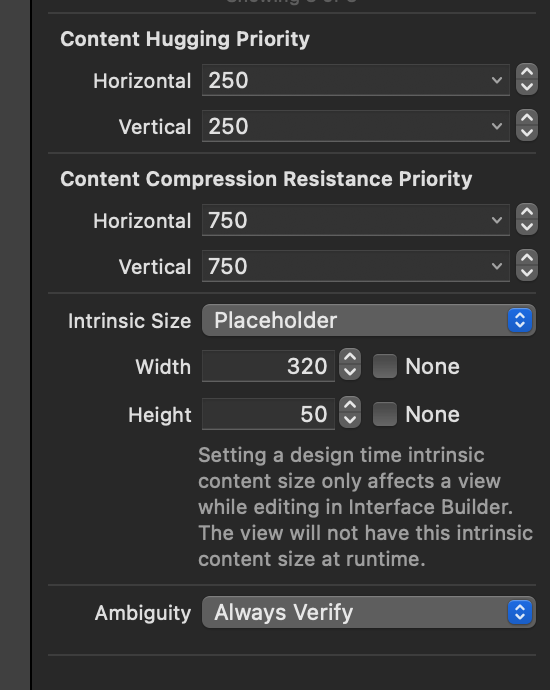 Content Hugging Priority
Horizontal 250
Vertical 250
Content Compression Resistance Priority
Horizontal 750
Vertical 750
Intrinsic Size Placeholder
Width 320 None
Height 50 None
Setting a design time intrinsic
content size only affects a view
while editing in Interface Builder.
The view will not have this intrinsic
content size at runtime.
Ambiguity Always Verify